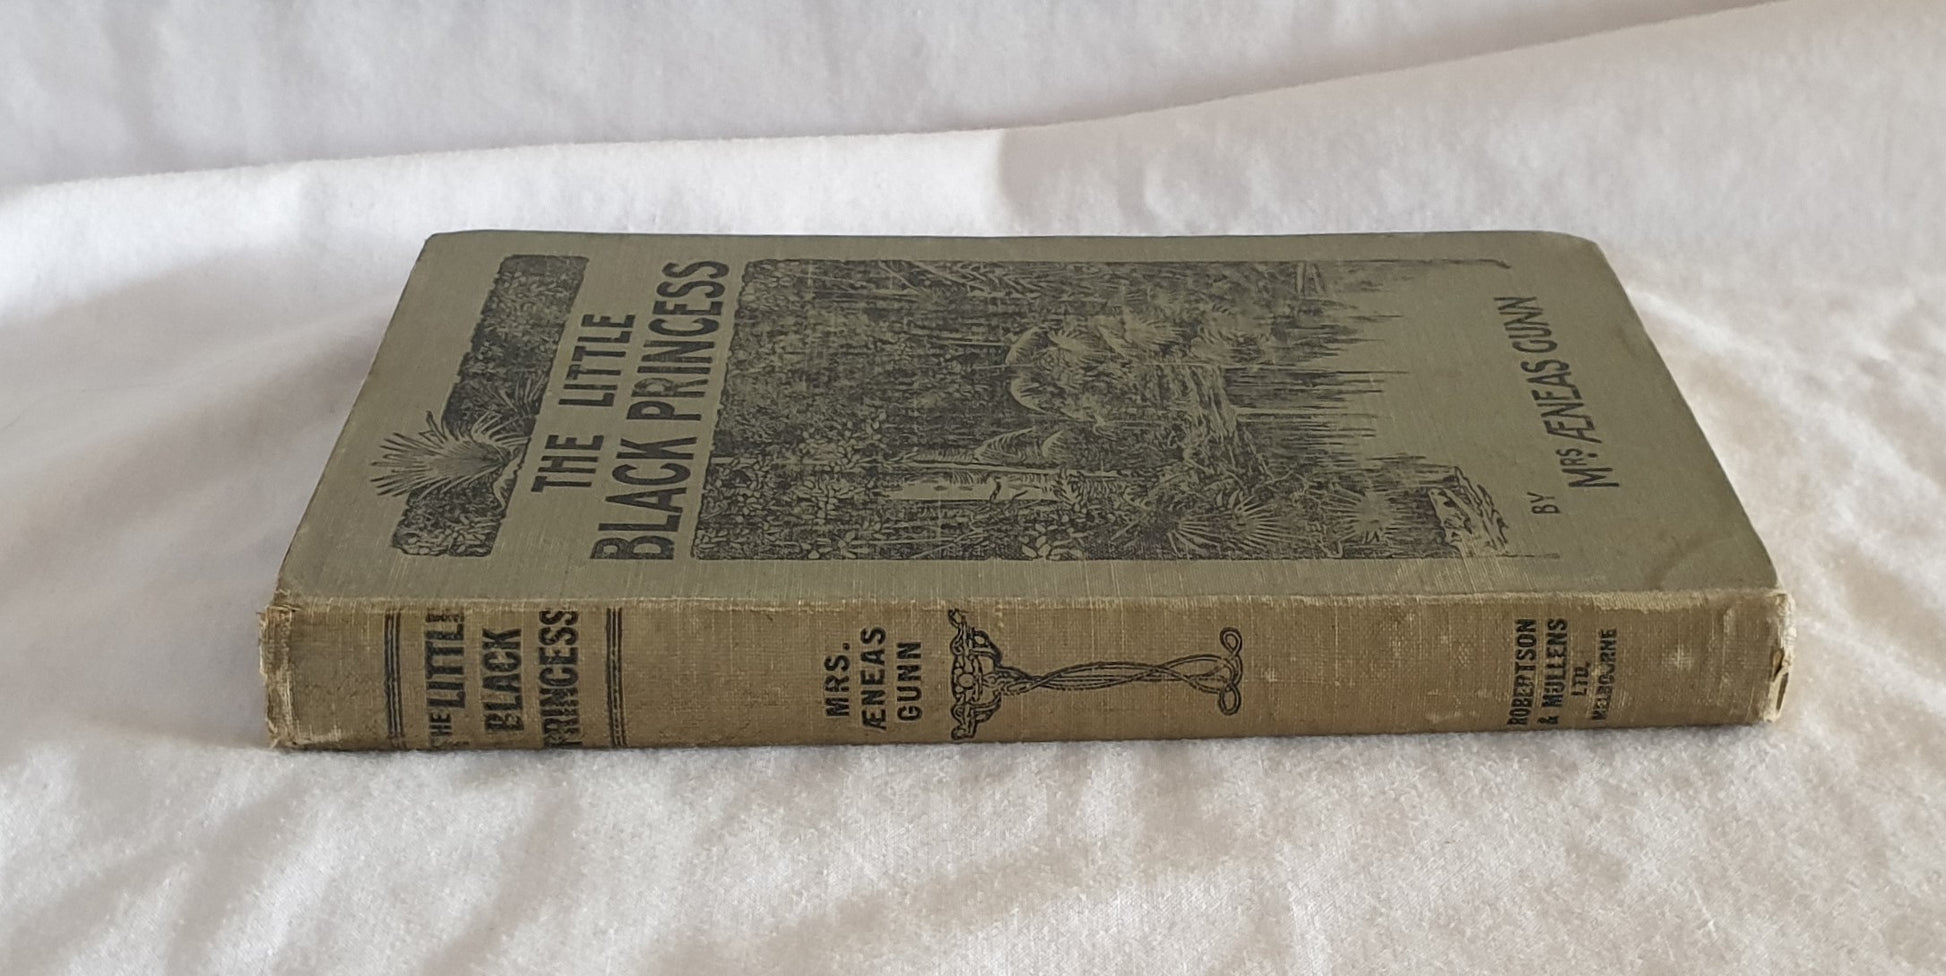 THE LITTLE
BLACK PRINCESS
BY
MRS ÆNEAS GUNN
THE LITTLE
BLACK
PRINCESS
MRS.
ÆNEAS
GUNN
ROBERTSON
& MULLENS
LTD.
MELBOURNE